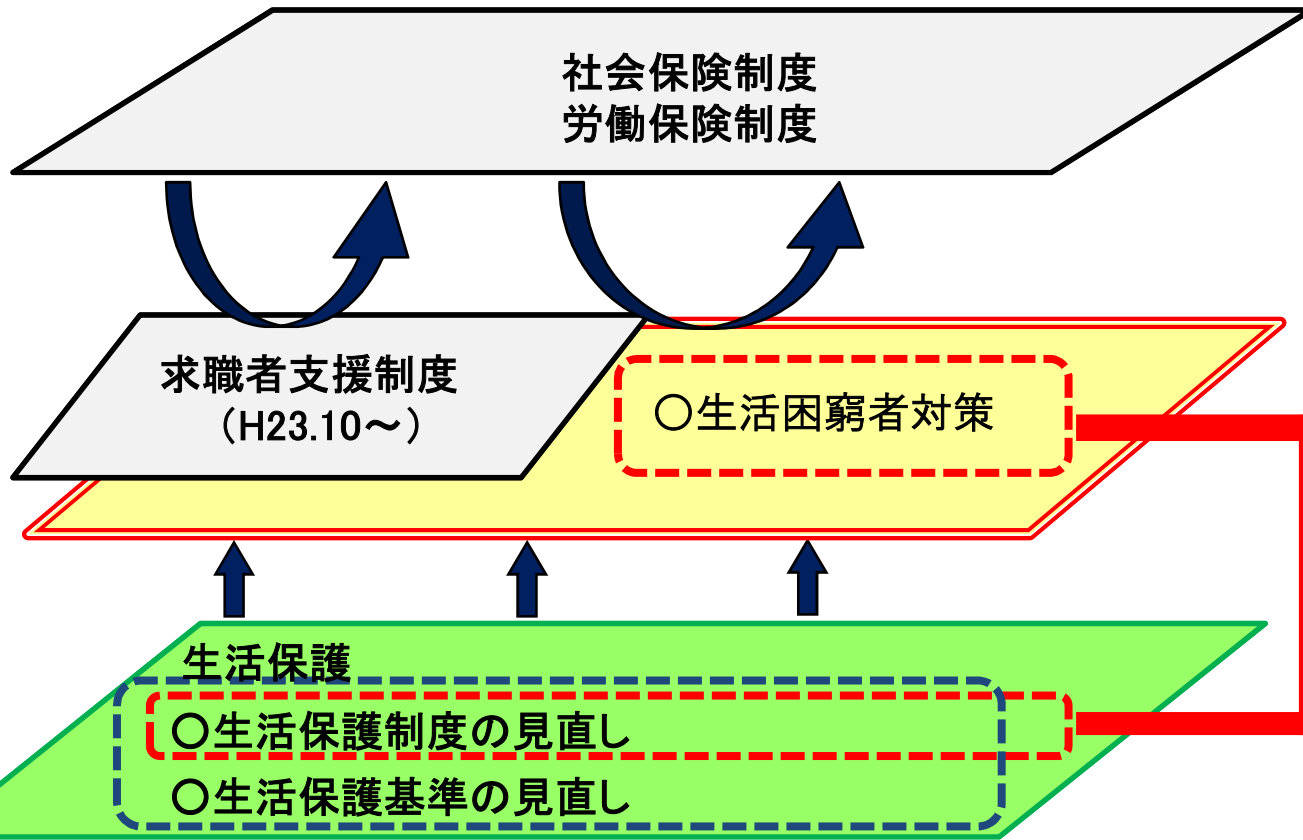 社会保険制度
労働保険制度
求職者支援制度
（H23.10～）
○生活困窮者対策
生活保護
○生活保護制度の見直し
○生活保護基準の見直し